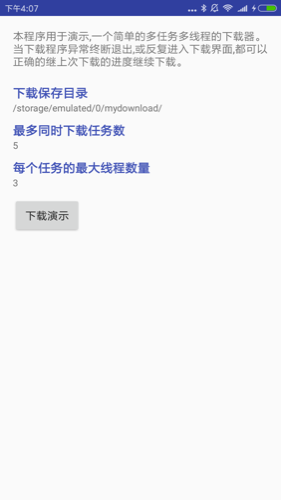 下午4:07
本程序用于演示,一个简单的多任务多线程的下载器。
当下载程序异常终断退出,或反复进入下载界面,都可以
正确的继上次下载的进度继续下载。
下载保存目录
/storage/emulated/0/mydownload/
最多同时下载任务数
5
每个任务的最大线程数量
3
下载演示